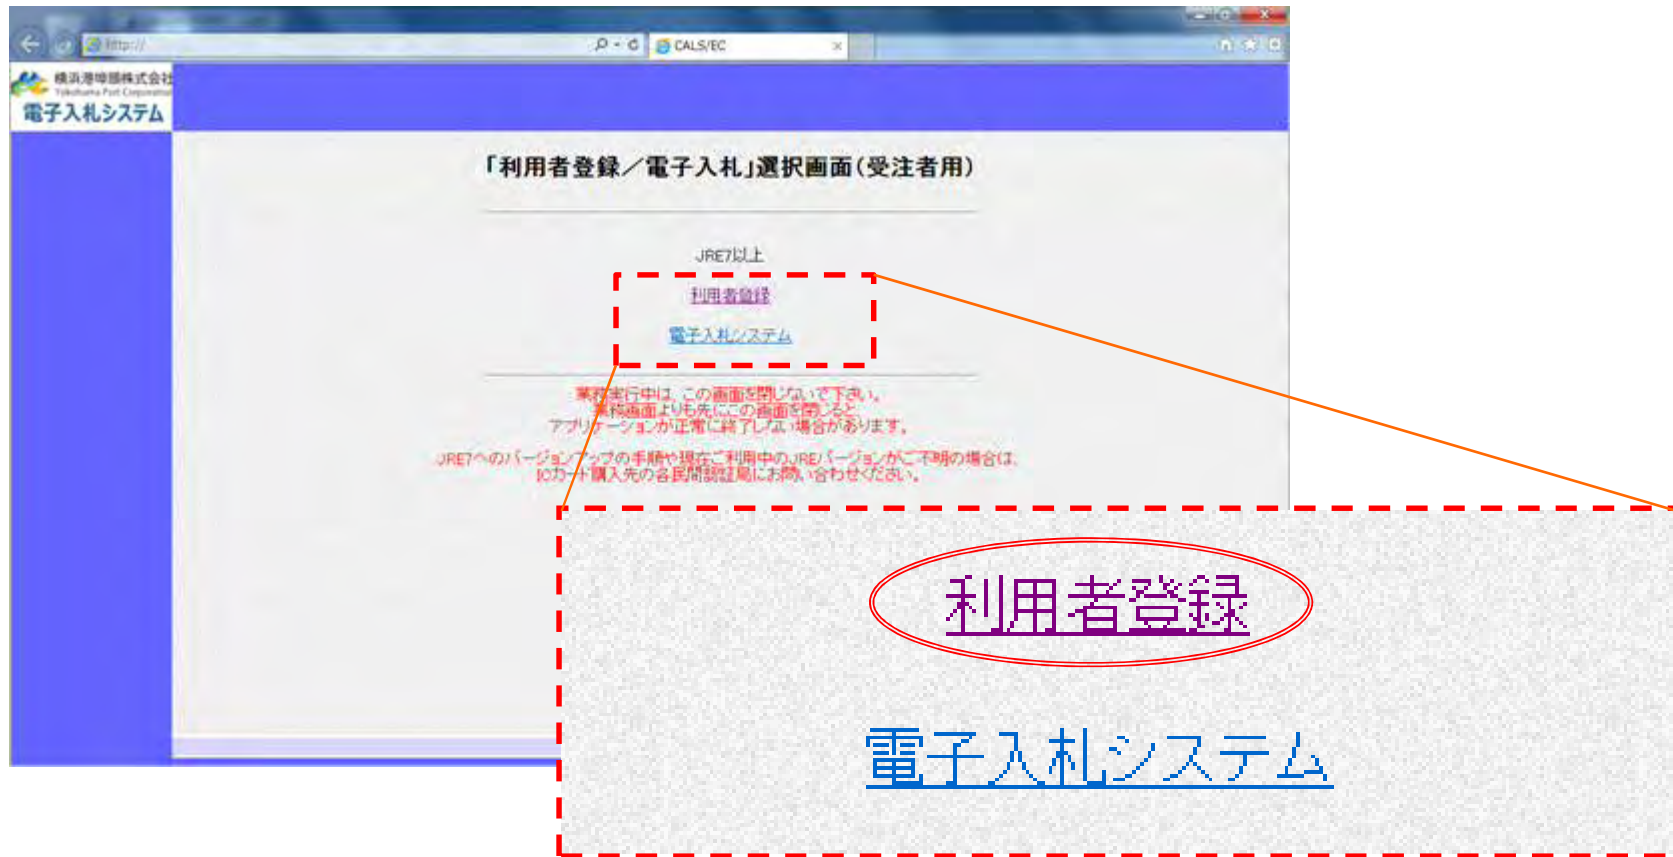 http://
CALS/EC
横浜港埠頭株式会社
Yokohama Port Corporation
電子入札システム
「利用者登録／電子入札」選択画面（受注者用）
JRE7以上
利用者登録
電子入札システム
業務実行中は、この画面を閉じないで下さい。
業務画面よりも先にこの画面を閉じると
アプリケーションが正常に終了しない場合があります。
JRE7へのバージョンアップの手順や現在ご利用中のJREバージョンがご不明の場合は、
ICカード購入先の各民間認証局にお問い合わせください。
利用者登録
電子入札システム